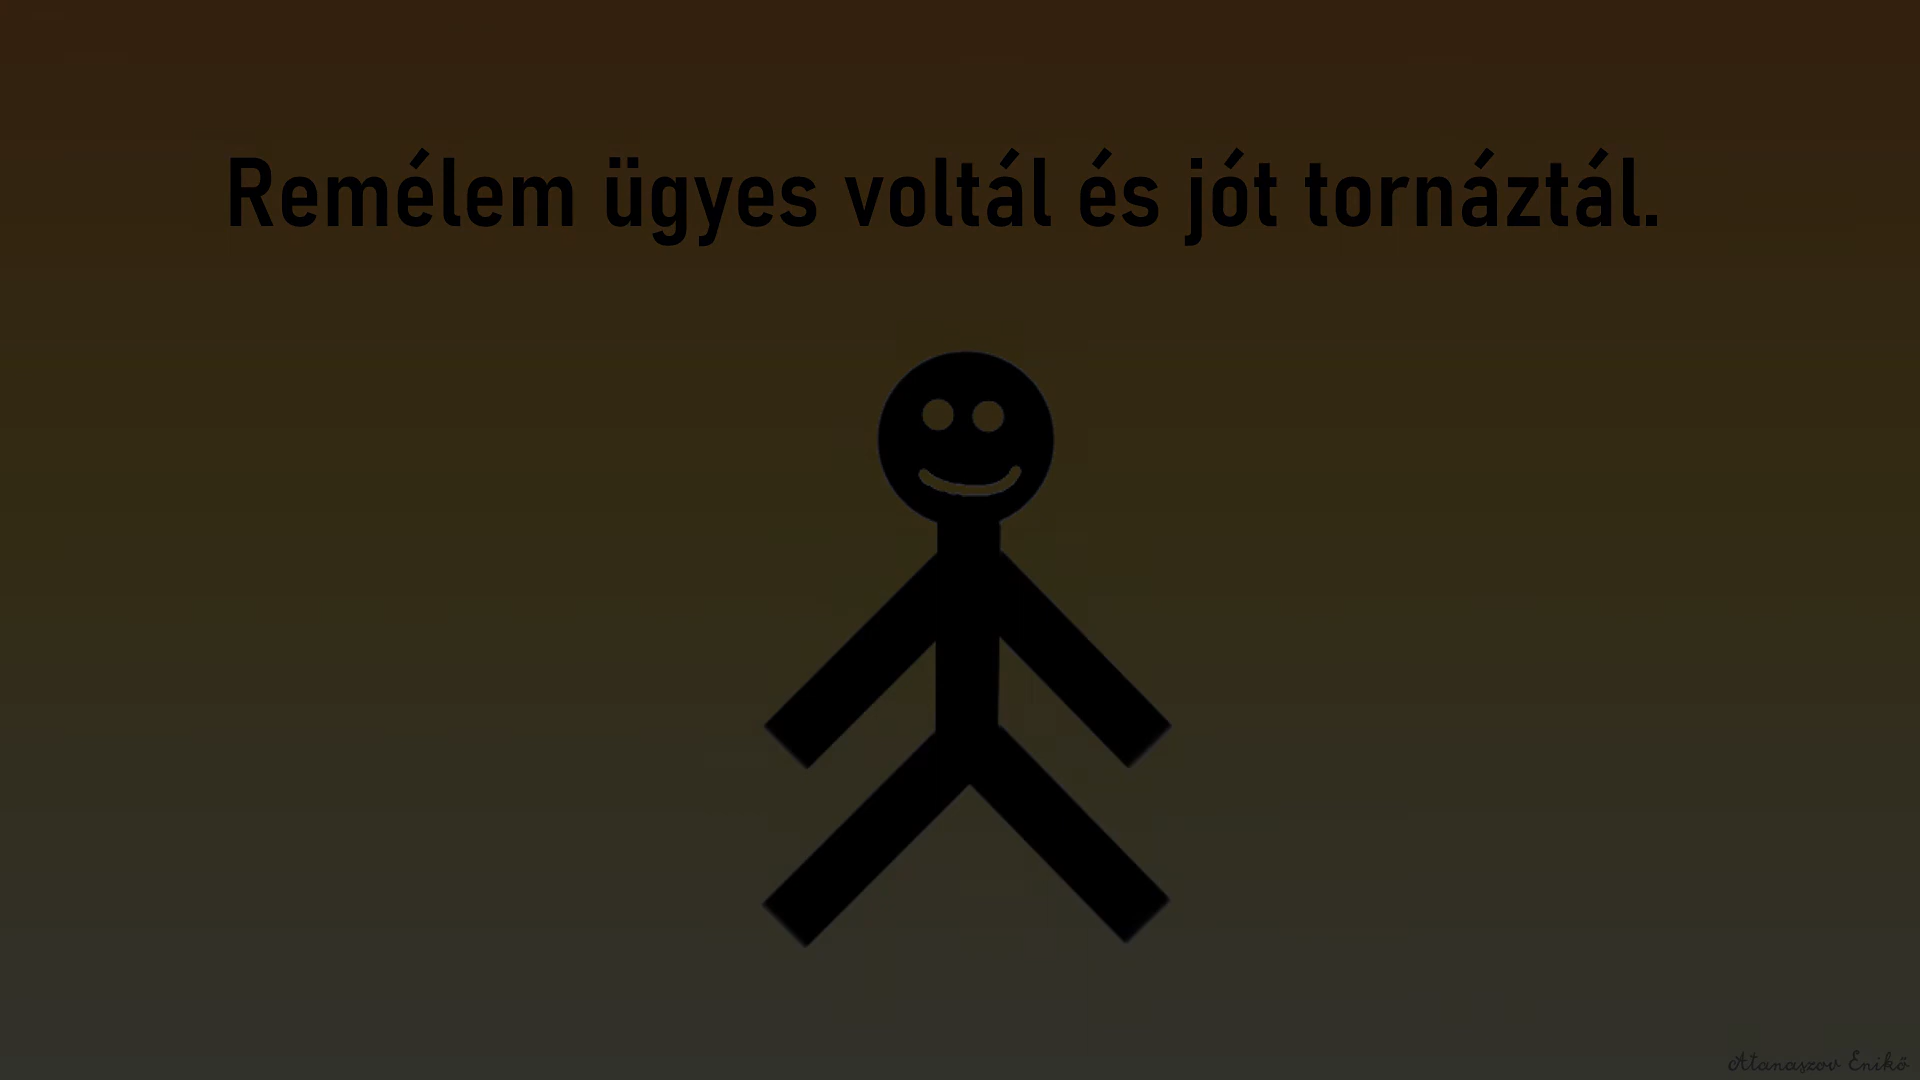 Remélem ügyes voltál és jót tornáztál.
Atanaszov Enikő